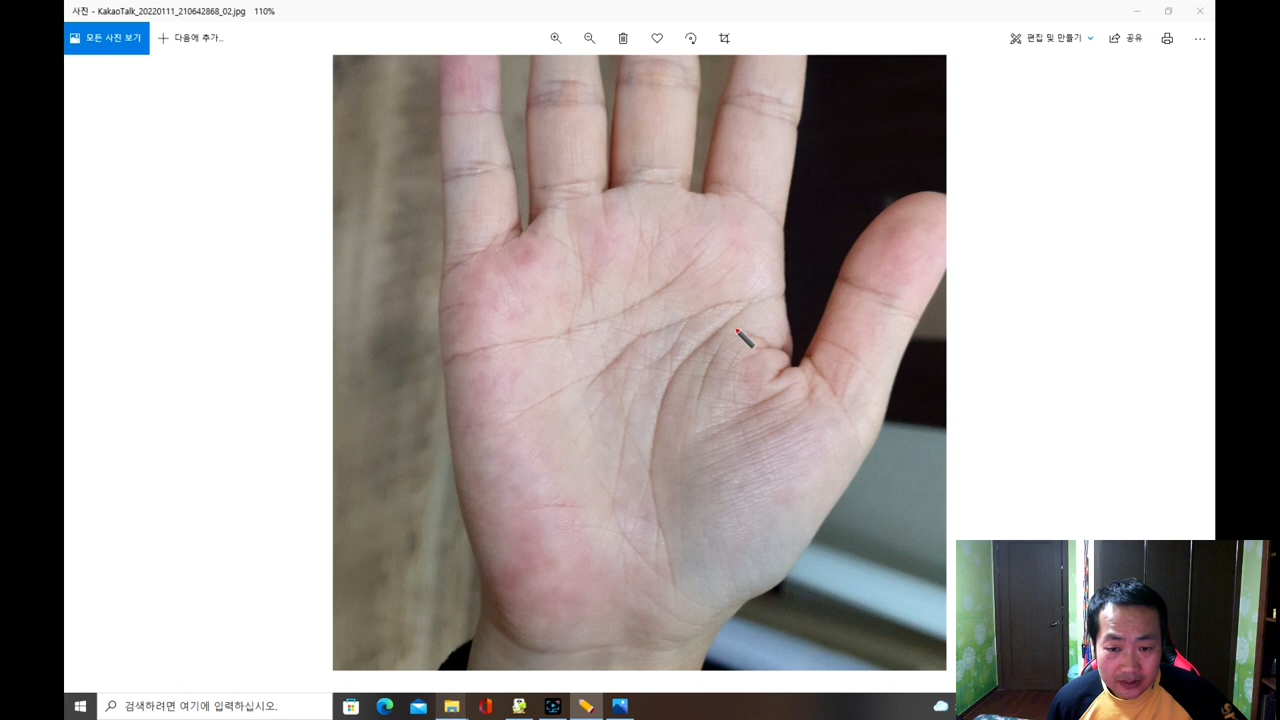 사진 - KakaoTalk_20220111_210642868_02.jpg 110%
모든 사진 보기
다음에 추가...
편집 및 만들기
공유
검색하려면 여기에 입력하십시오.